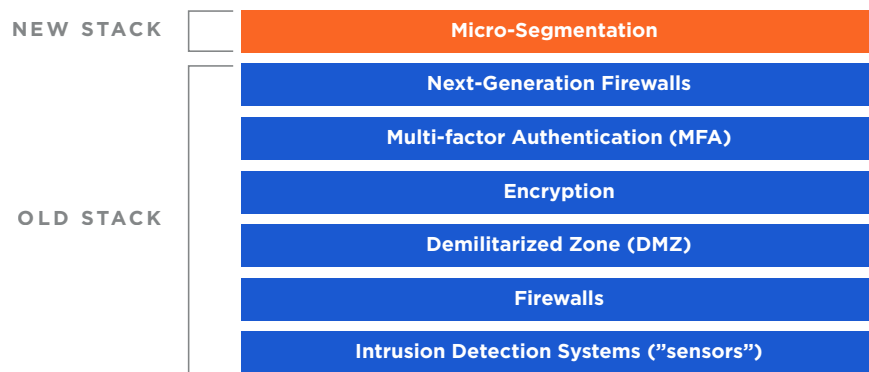 NEW STACK
Micro-Segmentation
Next-Generation Firewalls
Multi-factor Authentication (MFA)
Encryption
OLD STACK
Demilitarized Zone (DMZ)
Firewalls
Intrusion Detection Systems (”sensors”)